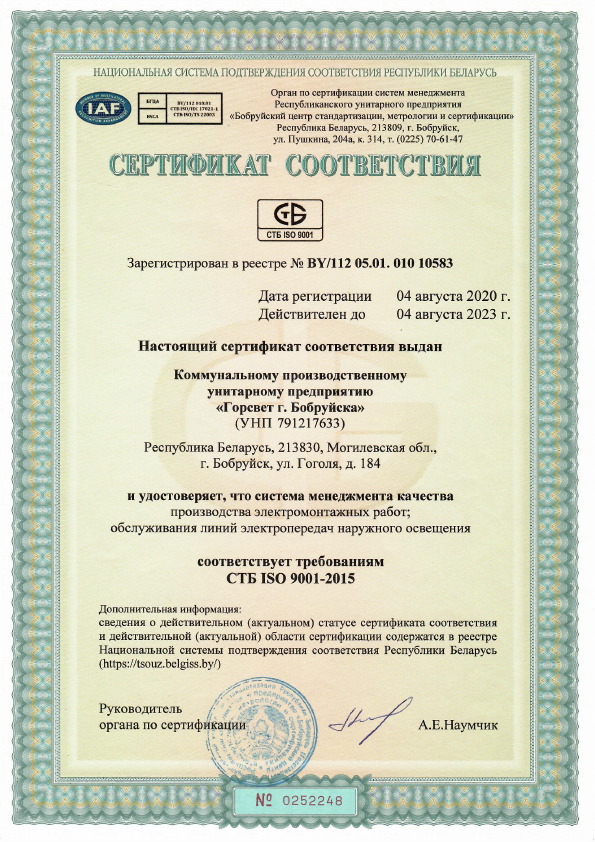 НАЦИОНАЛЬНАЯ СИСТЕМА ПОДТВЕРЖДЕНИЯ СООТВЕТСТВИЯ РЕСПУБЛИКИ БЕЛАРУСЬ
IAF
БГЦА
BY/112 010.01
СТБ ISO/IEC 17021-1
СТБ ISO/TS 22003
BSCA
Орган по сертификации систем менеджмента
Республиканского унитарного предприятия
«Бобруйский центр стандартизации, метрологии и сертификации»
Республика Беларусь, 213809, г. Бобруйск,
ул. Пушкина, 204а, к. 314, т. (0225) 70-61-47
СЕРТИФИКАТ СООТВЕТСТВИЯ
СТБ
СТБ ISO 9001
Зарегистрирован в реестре № BY/112 05.01. 010 10583
Дата регистрации 04 августа 2020 г.
Действителен до 04 августа 2023 г.
Настоящий сертификат соответствия выдан
Коммунальному производственному
унитарному предприятию
«Горсвет г. Бобруйска»
(УНП 791217633)
Республика Беларусь, 213830, Могилевская обл.,
г. Бобруйск, ул. Гоголя, д. 184
и удостоверяет, что система менеджмента качества
производства электромонтажных работ;
обслуживания линий электропередач наружного освещения
соответствует требованиям
СТБ ISO 9001-2015
Дополнительная информация:
сведения о действительном (актуальном) статусе сертификата соответствия
и действительной (актуальной) области сертификации содержатся в реестре
Национальной системы подтверждения соответствия Республики Беларусь
(https://tsouz.belgiss.by/)
Руководитель
органа по сертификации
А.Е.Наумчик
№ 0252248